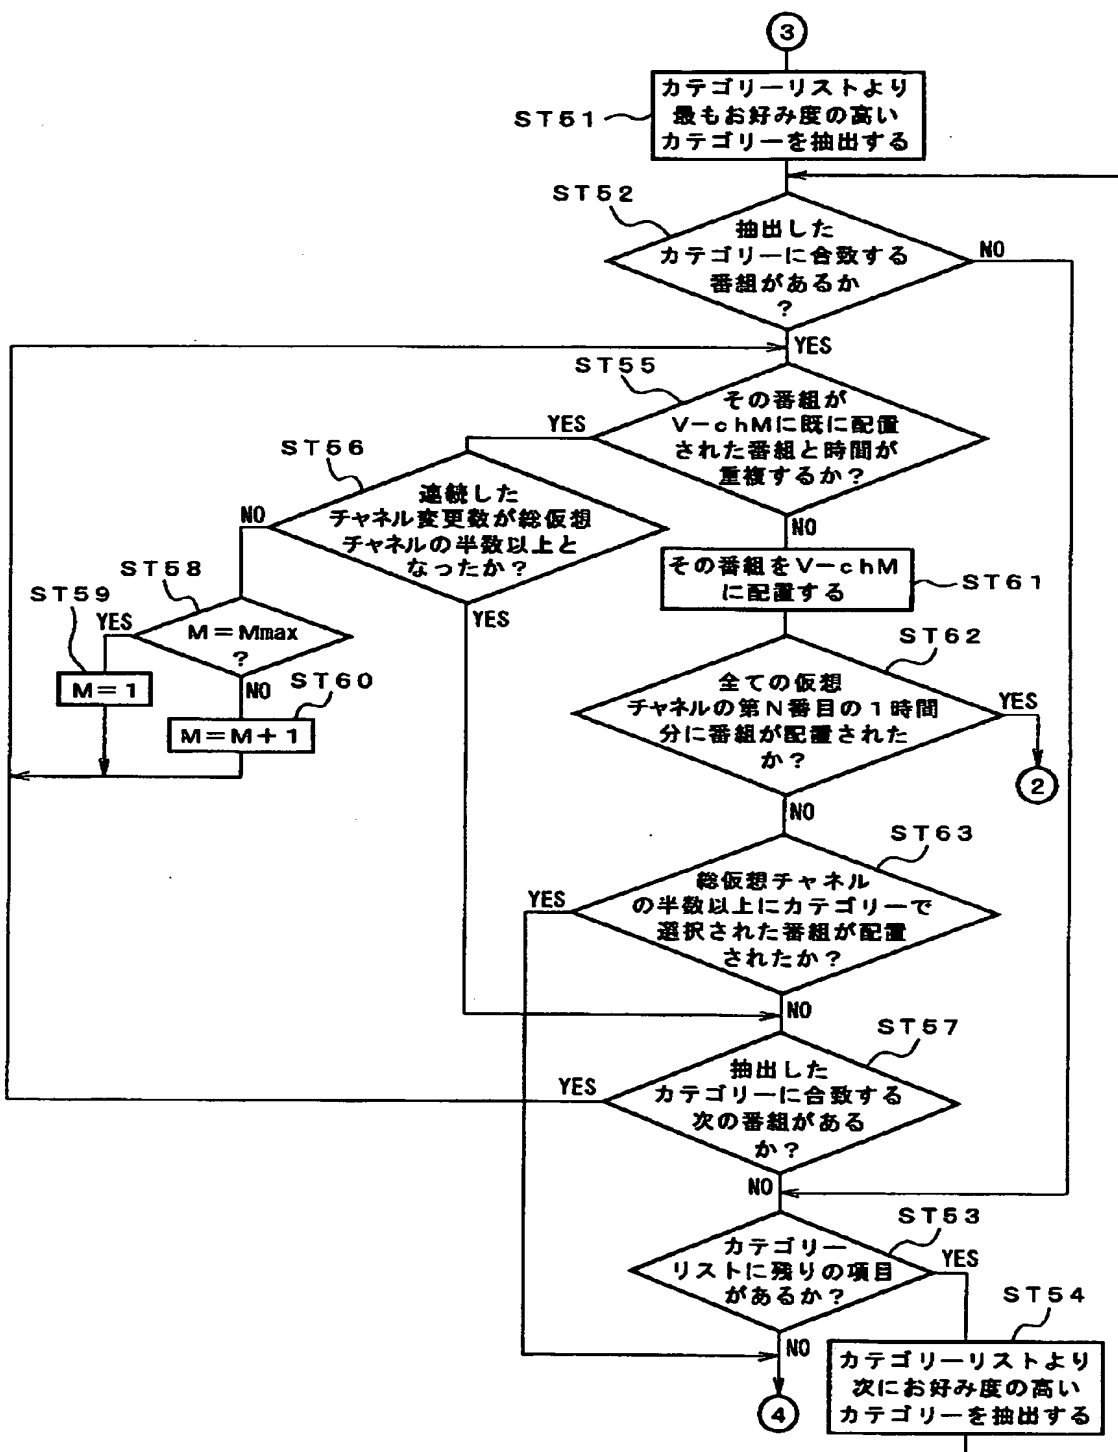 3
カテゴリーリストより
最もお好み度の高い
カテゴリーを抽出する
ST51
ST52
抽出した
カテゴリーに合致する
番組があるか
?
NO
YES
ST55
その番組が
V-chMに既に配置
された番組と時間が
重複するか?
YES
NO
ST56
連続した
チャネル変更数が総仮想
チャネルの半数以上と
なったか?
NO
YES
ST58
M=Mmax
?
YES
NO
ST59
M=1
ST60
M=M+1
その番組をV-chM
に配置する
ST61
ST62
全ての仮想
チャネルの第N番目の1時間
分に番組が配置された
か?
YES
2
NO
ST63
総仮想チャネル
の半数以上にカテゴリーで
選択された番組が配置
されたか?
YES
NO
ST57
抽出した
カテゴリーに合致する
次の番組がある
か?
YES
NO
ST53
カテゴリー
リストに残りの項目
があるか?
YES
NO
ST54
カテゴリーリストより
次にお好み度の高い
カテゴリーを抽出する
4